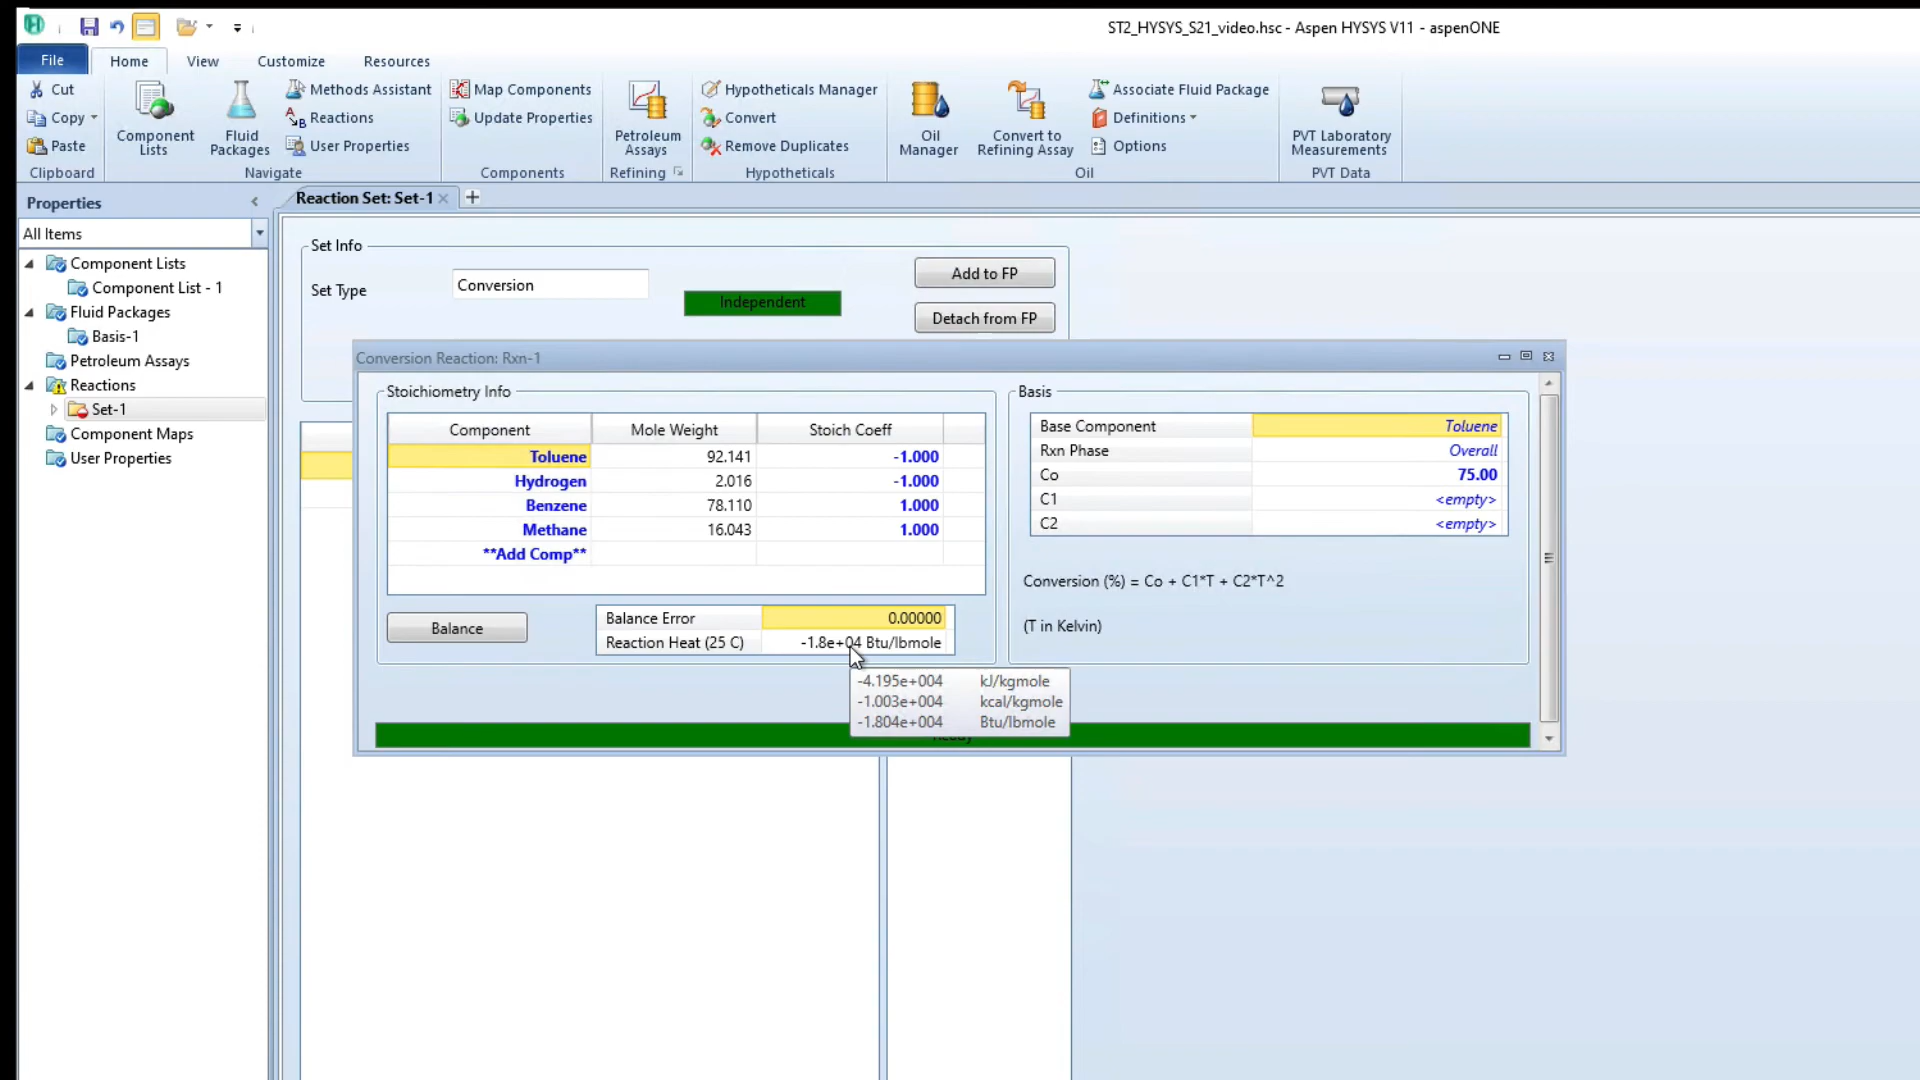 ST2_HYSYS_S21_video.hsc - Aspen HYSYS V11 - aspenONE
File Home View Customize Resources
Cut
Copy
Paste
Clipboard
Component Lists
Fluid Packages
Methods Assistant
Reactions
User Properties
Navigate
Map Components
Update Properties
Components
Petroleum Assays
Refining
Hypotheticals Manager
Convert
Remove Duplicates
Hypotheticals
Oil Manager
Convert to Refining Assay
Associate Fluid Package
Definitions
Options
Oil
PVT Laboratory Measurements
PVT Data
Properties
All Items
Component Lists
Component List - 1
Fluid Packages
Basis-1
Petroleum Assays
Reactions
Set-1
Component Maps
User Properties
Reaction Set: Set-1
Set Info
Set Type Conversion
Independent
Add to FP
Detach from FP
Conversion Reaction: Rxn-1
Stoichiometry Info
Component Mole Weight Stoich Coeff
Toluene 92.141 -1.000
Hydrogen 2.016 -1.000
Benzene 78.110 1.000
Methane 16.043 1.000
**Add Comp**
Balance
Balance Error 0.00000
Reaction Heat (25 C) -1.8e+04 Btu/lbmole
-4.195e+004 kJ/kgmole
-1.003e+004 kcal/kgmole
-1.804e+004 Btu/lbmole
Basis
Base Component Toluene
Rxn Phase Overall
Co 75.00
C1 <empty>
C2 <empty>
Conversion (%) = Co + C1*T + C2*T^2
(T in Kelvin)
Ready